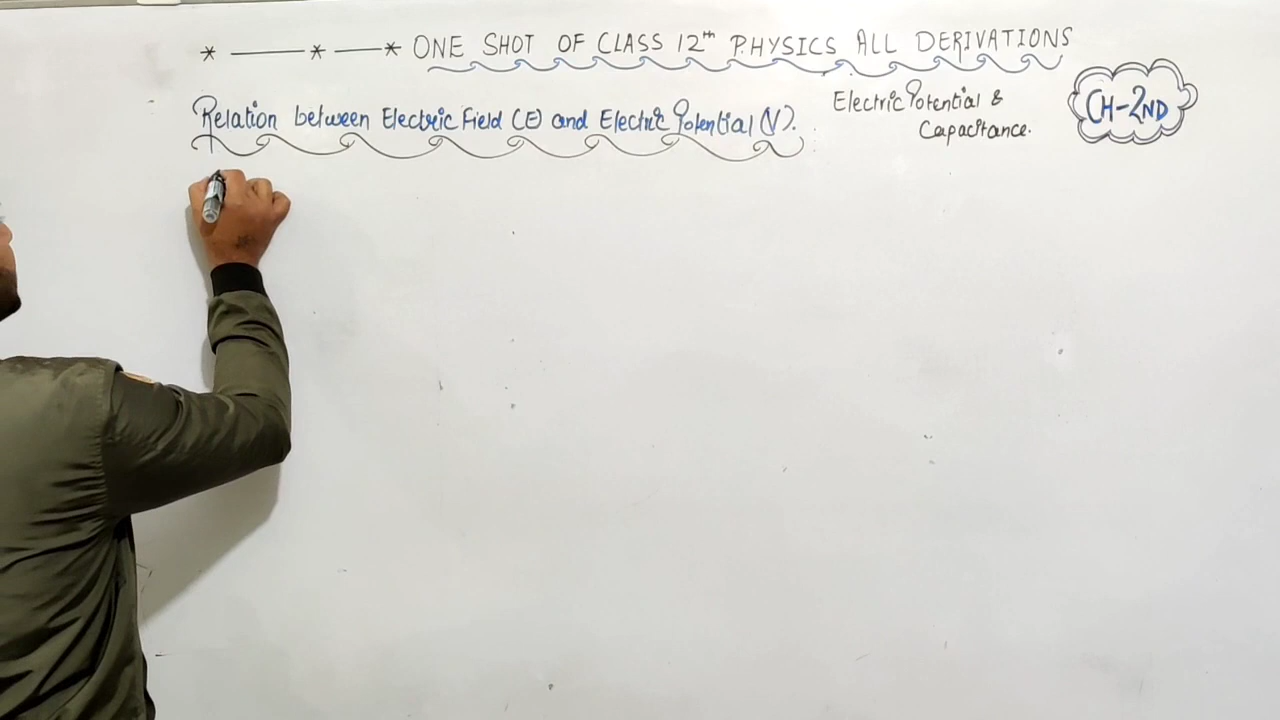 * ——— * —— * ONE SHOT OF CLASS 12th PHYSICS ALL DERIVATIONS
Relation between Electric Field (E) and Electric Potential (V).
Electric Potential &
Capacitance.
CH-2ND